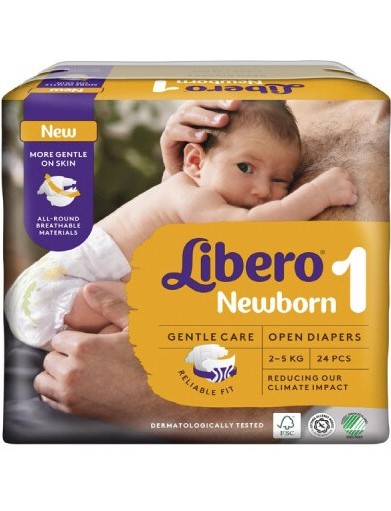 New
MORE GENTLE
ON SKIN
ALL-ROUND
BREATHABLE
MATERIALS
Libero
Newborn 1
GENTLE CARE
OPEN DIAPERS
2–5 KG
24 PCS
RELIABLE FIT
REDUCING OUR
CLIMATE IMPACT
DERMATOLOGICALLY TESTED
FSC